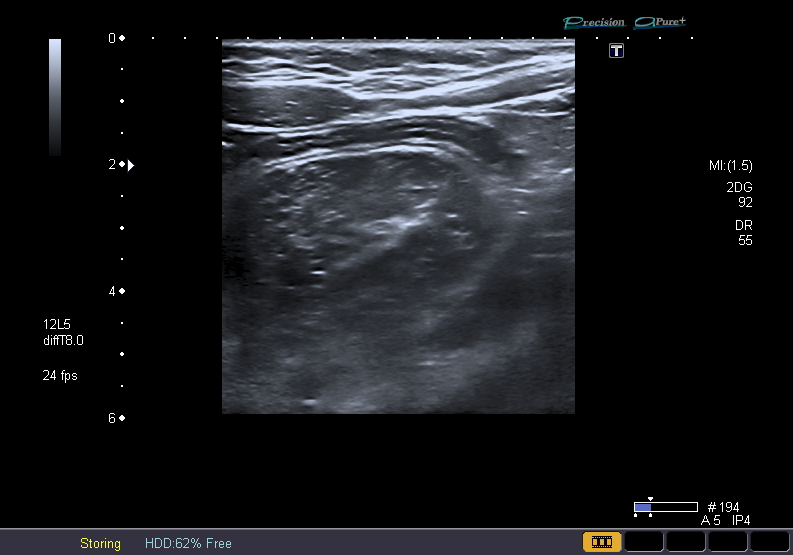 Precision APure+
0
T
2
MI:(1.5)
2DG
92
DR
55
4
12L5
diffT8.0
24 fps
6
#194
A 5 IP4
Storing HDD:62% Free